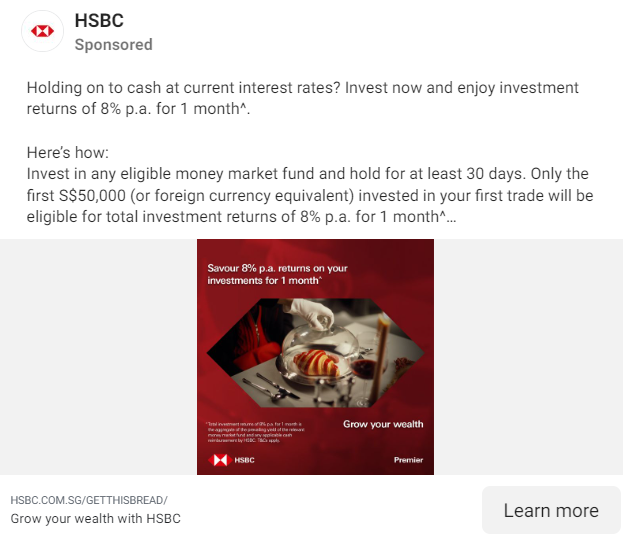 HSBC
Sponsored
Holding on to cash at current interest rates? Invest now and enjoy investment
returns of 8% p.a. for 1 month^.
Here's how:
Invest in any eligible money market fund and hold for at least 30 days. Only the
first S$50,000 (or foreign currency equivalent) invested in your first trade will be
eligible for total investment returns of 8% p.a. for 1 month^...
Savour 8% p.a. returns on your
investments for 1 month^
^Total investment returns of 8% p.a. for 1 month is
the aggregate of the prevailing yield of the relevant
money market fund and any applicable cash
reimbursement by HSBC. T&Cs apply.
Grow your wealth
HSBC
Premier
HSBC.COM.SG/GETTHISBREAD/
Grow your wealth with HSBC
Learn more